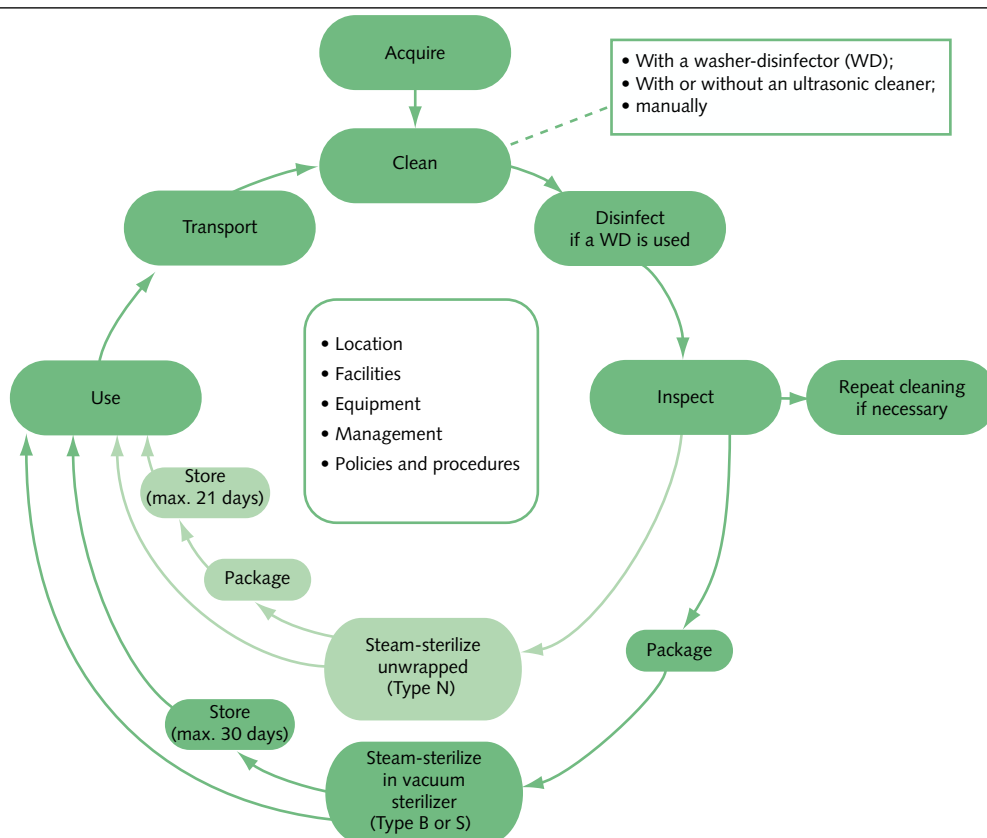 Acquire
• With a washer-disinfector (WD);
• With or without an ultrasonic cleaner;
• manually
Clean
Transport
Disinfect
if a WD is used
• Location
• Facilities
• Equipment
• Management
• Policies and procedures
Use
Inspect
Repeat cleaning
if necessary
Store
(max. 21 days)
Package
Steam-sterilize
unwrapped
(Type N)
Package
Store
(max. 30 days)
Steam-sterilize
in vacuum
sterilizer
(Type B or S)